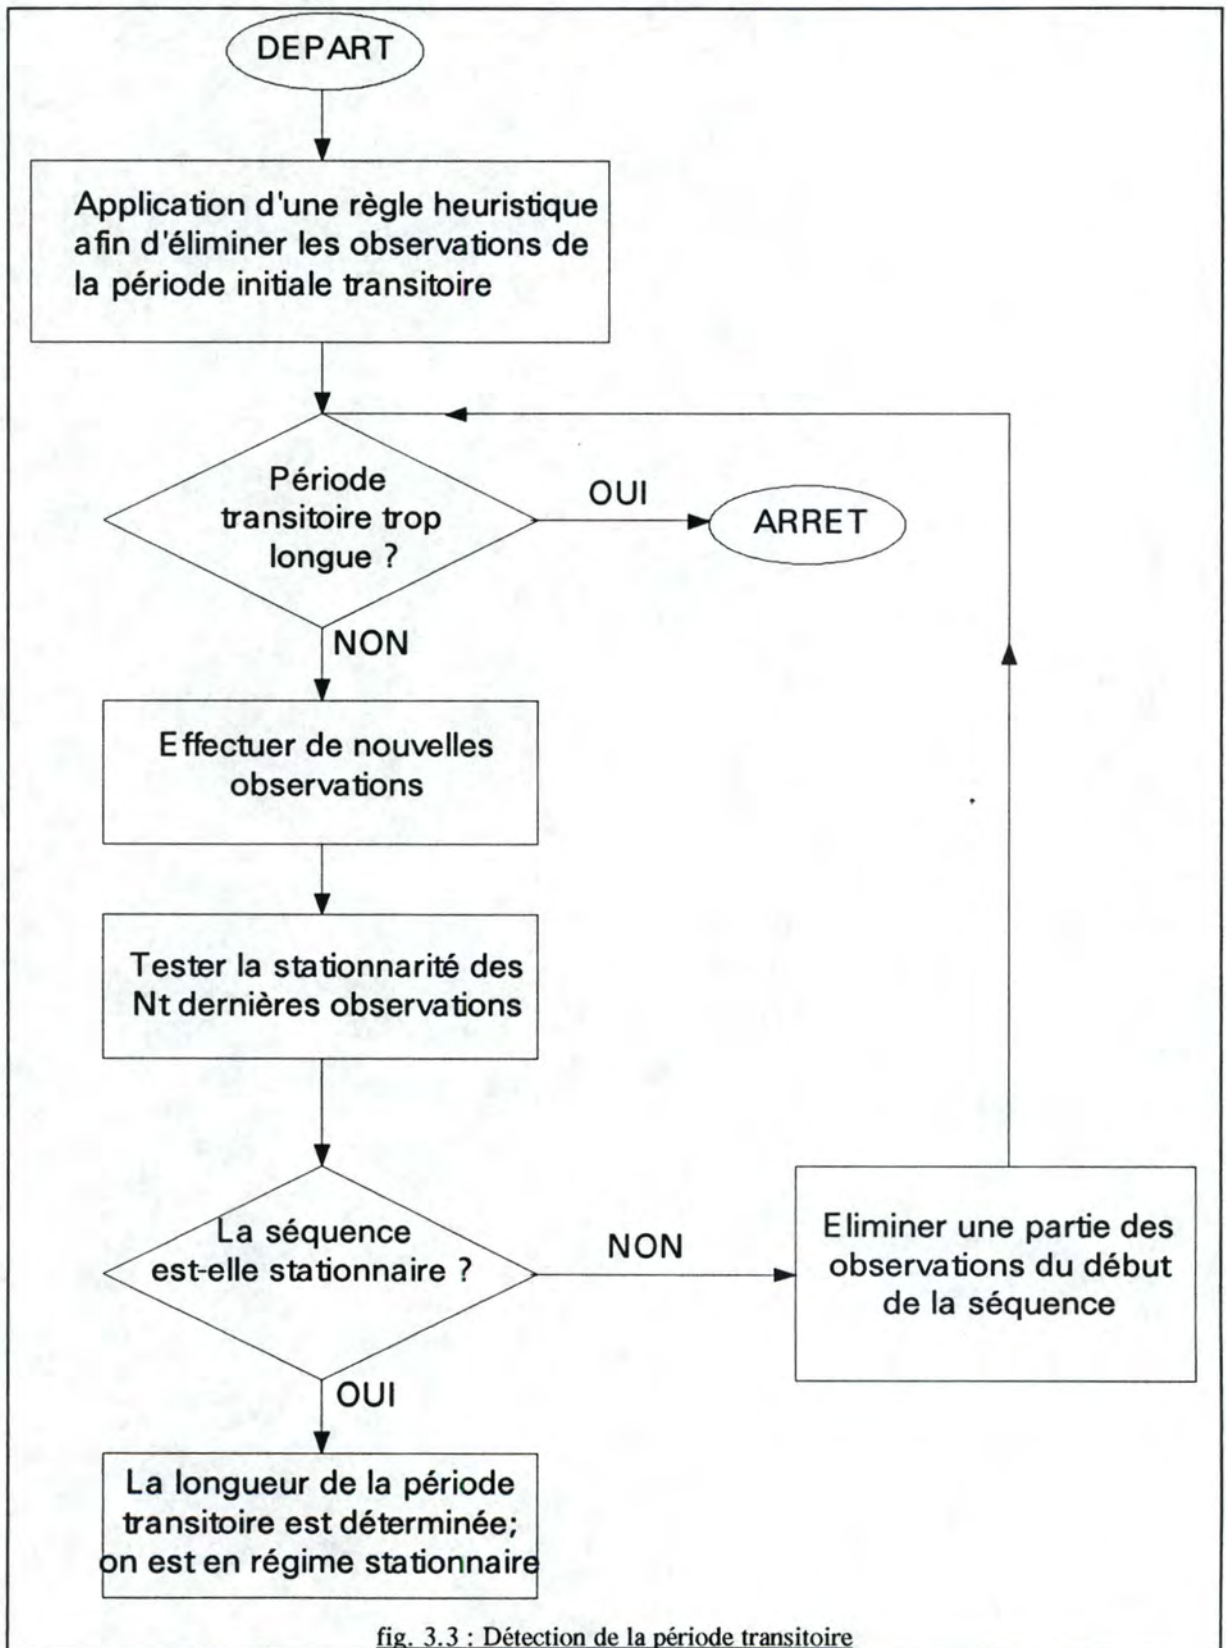 DEPART
Application d'une règle heuristique
afin d'éliminer les observations de
la période initiale transitoire
Période
transitoire trop
longue ?
OUI
ARRET
NON
Effectuer de nouvelles
observations
Tester la stationnarité des
Nt dernières observations
La séquence
est-elle stationnaire ?
NON
Eliminer une partie des
observations du début
de la séquence
OUI
La longueur de la période
transitoire est déterminée;
on est en régime stationnaire
fig. 3.3 : Détection de la période transitoire